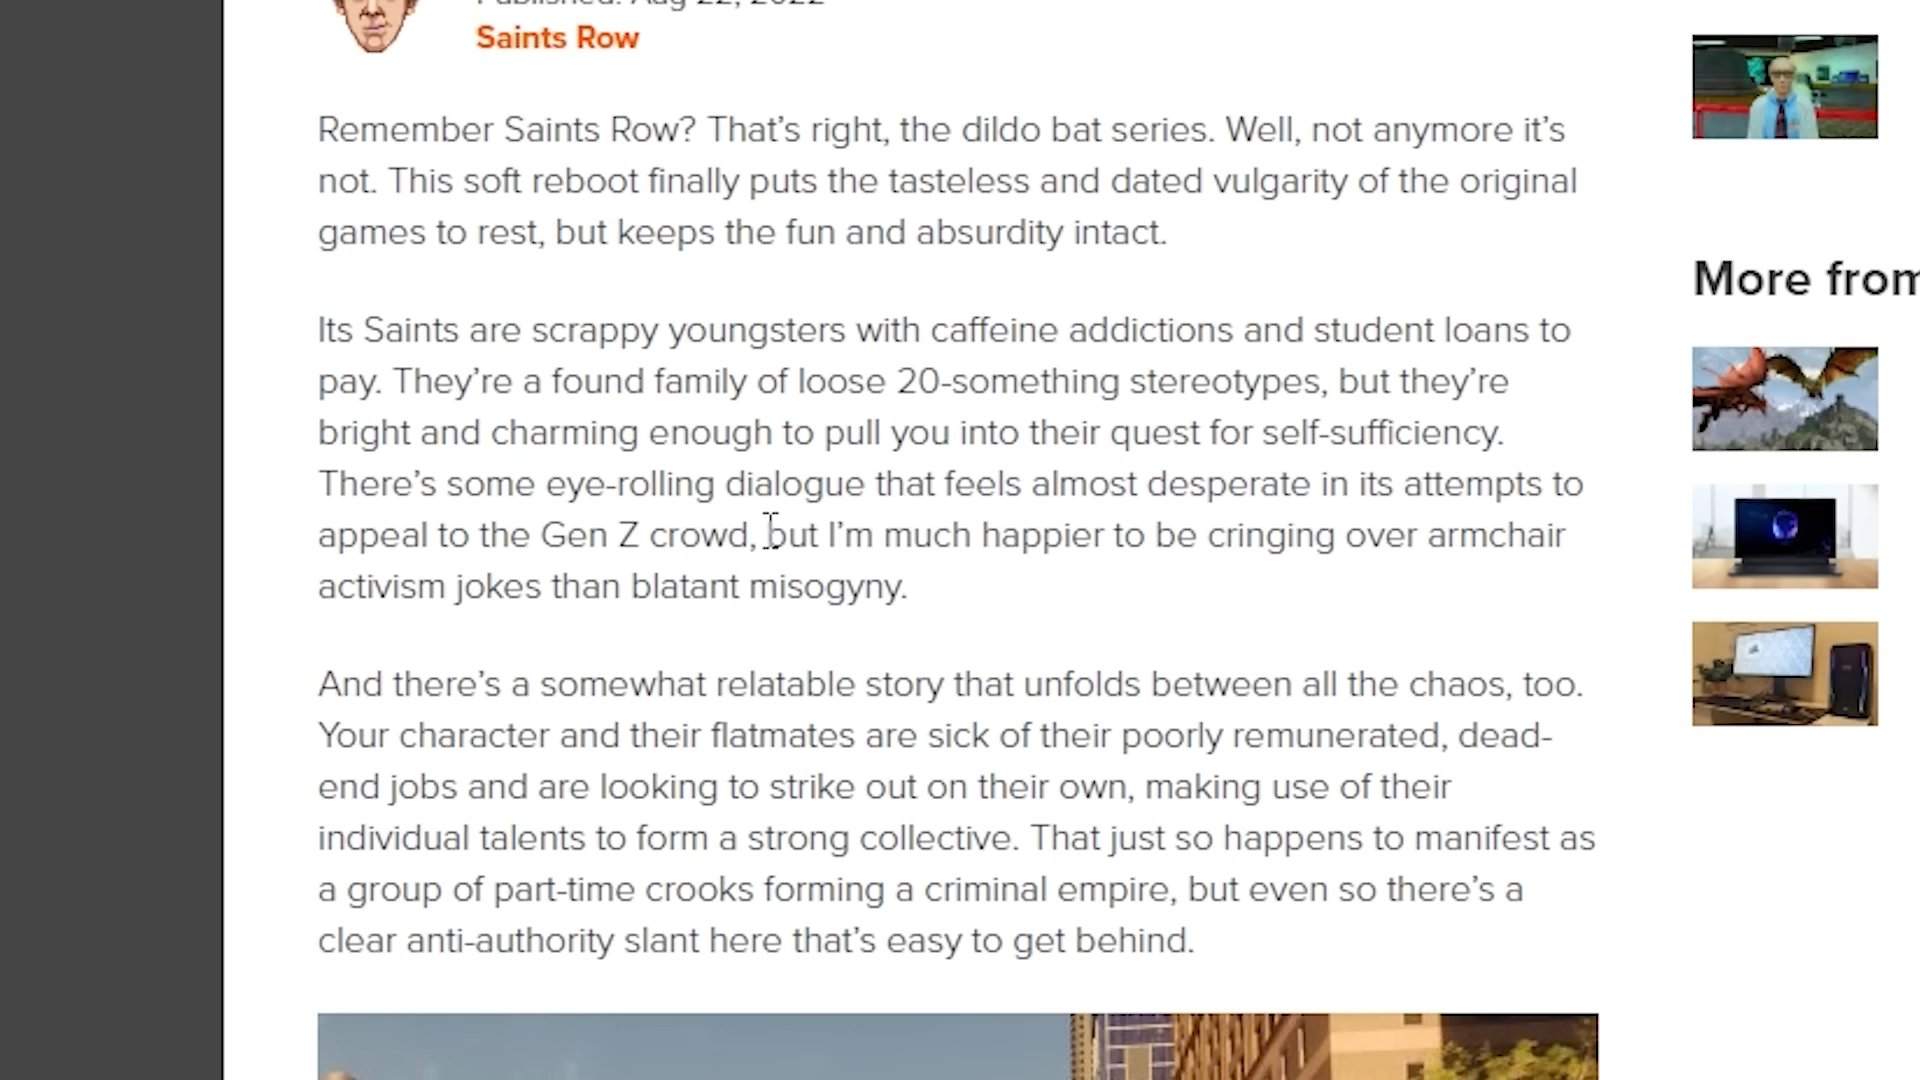 Published: Aug 22, 2022
Saints Row
Remember Saints Row? That’s right, the dildo bat series. Well, not anymore it’s
not. This soft reboot finally puts the tasteless and dated vulgarity of the original
games to rest, but keeps the fun and absurdity intact.
Its Saints are scrappy youngsters with caffeine addictions and student loans to
pay. They’re a found family of loose 20-something stereotypes, but they’re
bright and charming enough to pull you into their quest for self-sufficiency.
There’s some eye-rolling dialogue that feels almost desperate in its attempts to
appeal to the Gen Z crowd, but I’m much happier to be cringing over armchair
activism jokes than blatant misogyny.
And there’s a somewhat relatable story that unfolds between all the chaos, too.
Your character and their flatmates are sick of their poorly remunerated, dead-
end jobs and are looking to strike out on their own, making use of their
individual talents to form a strong collective. That just so happens to manifest as
a group of part-time crooks forming a criminal empire, but even so there’s a
clear anti-authority slant here that’s easy to get behind.
More from